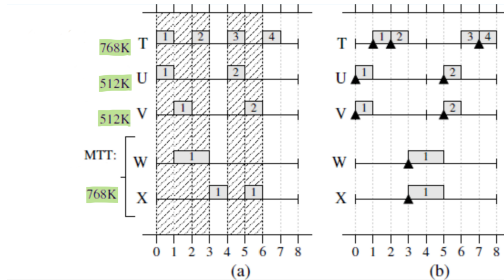 768K T 1 2 3 4 T 1 2 3 4
512K U 1 2 U 1 2
512K V 1 2 V 1 2
MTT: W 1 W 1
768K X 1 1 X 1
0 1 2 3 4 5 6 7 8 0 1 2 3 4 5 6 7 8
(a) (b)